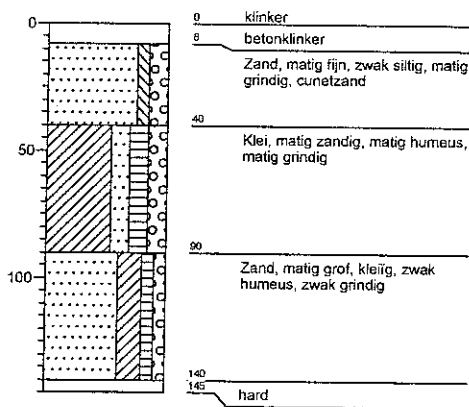 0
50
100
0 klinker
8 betonklinker
Zand, matig fijn, zwak siltig, matig
grindig, cunetzand
40
Klei, matig zandig, matig humeus,
matig grindig
90
Zand, matig grof, kleiïg, zwak
humeus, zwak grindig
140
145 hard